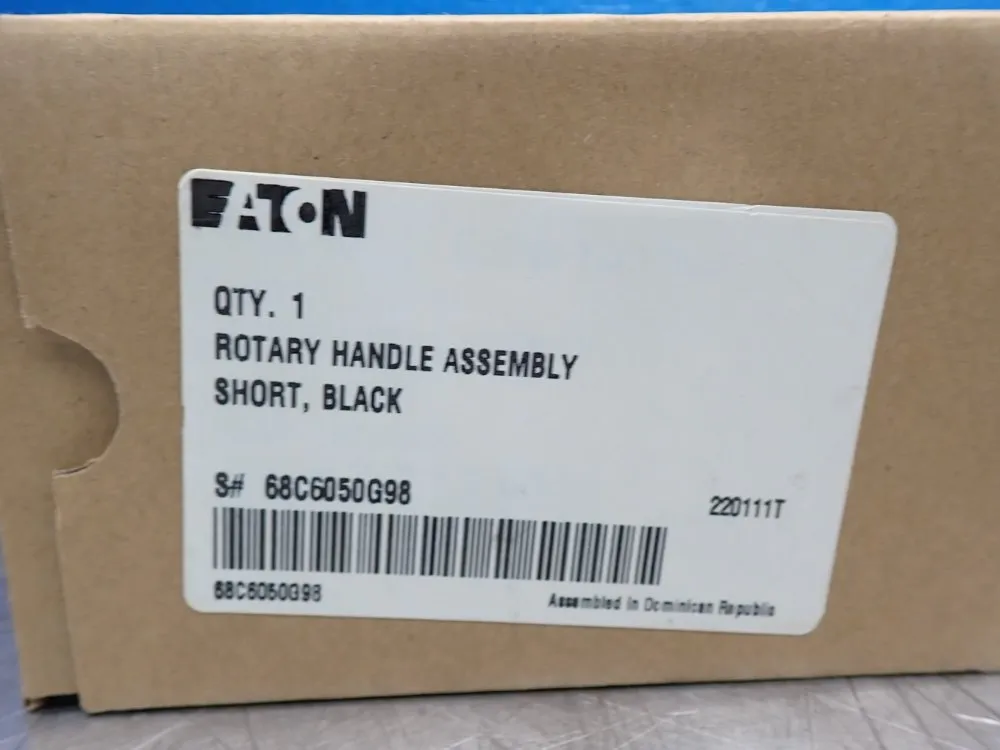 EATON
QTY. 1
ROTARY HANDLE ASSEMBLY
SHORT, BLACK
S# 68C6050G98
220111T
68C6050G98
Assembled In Dominican Republic